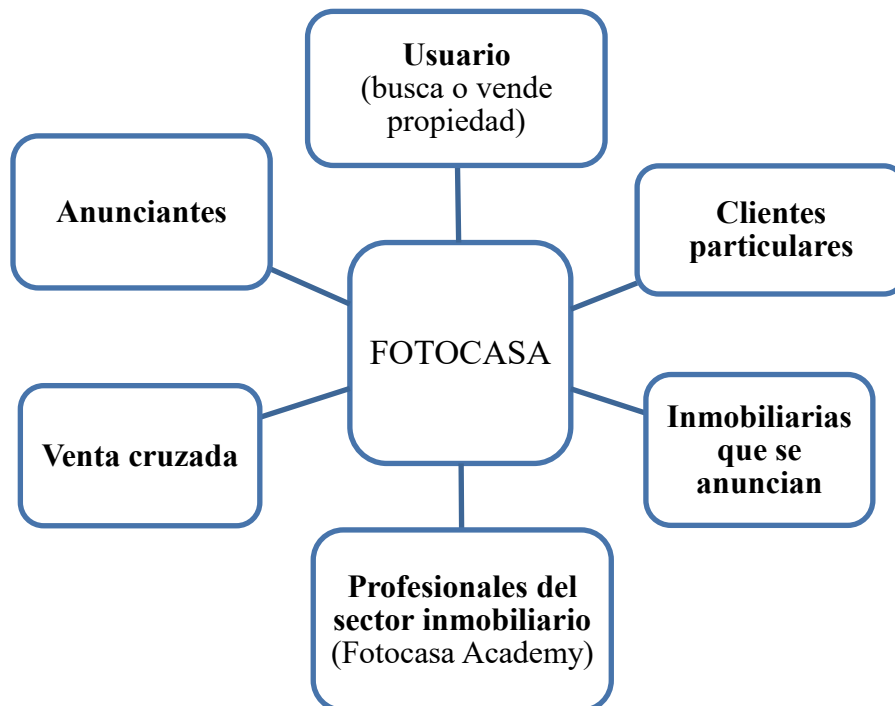 Usuario
(busca o vende
propiedad)
Anunciantes
Clientes
particulares
FOTOCASA
Venta cruzada
Inmobiliarias
que se
anuncian
Profesionales del
sector inmobiliario
(Fotocasa Academy)